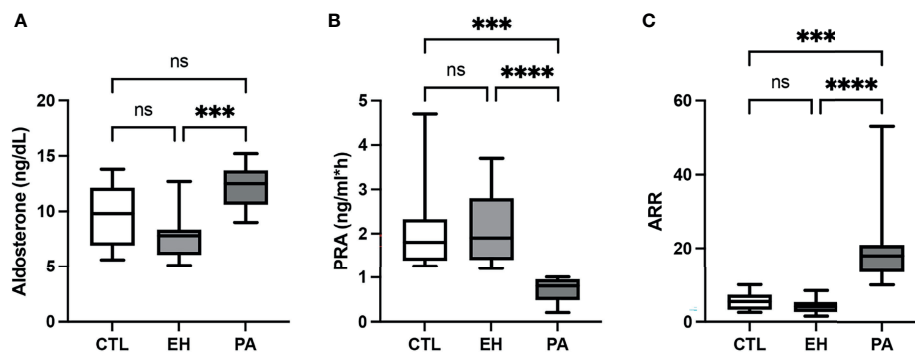 A
ns
ns
***
Aldosterone (ng/dL)
20
15
10
5
0
CTL EH PA
B
***
ns
****
PRA (ng/ml*h)
5
4
3
2
1
0
CTL EH PA
C
***
ns
****
ARR
60
40
20
0
CTL EH PA